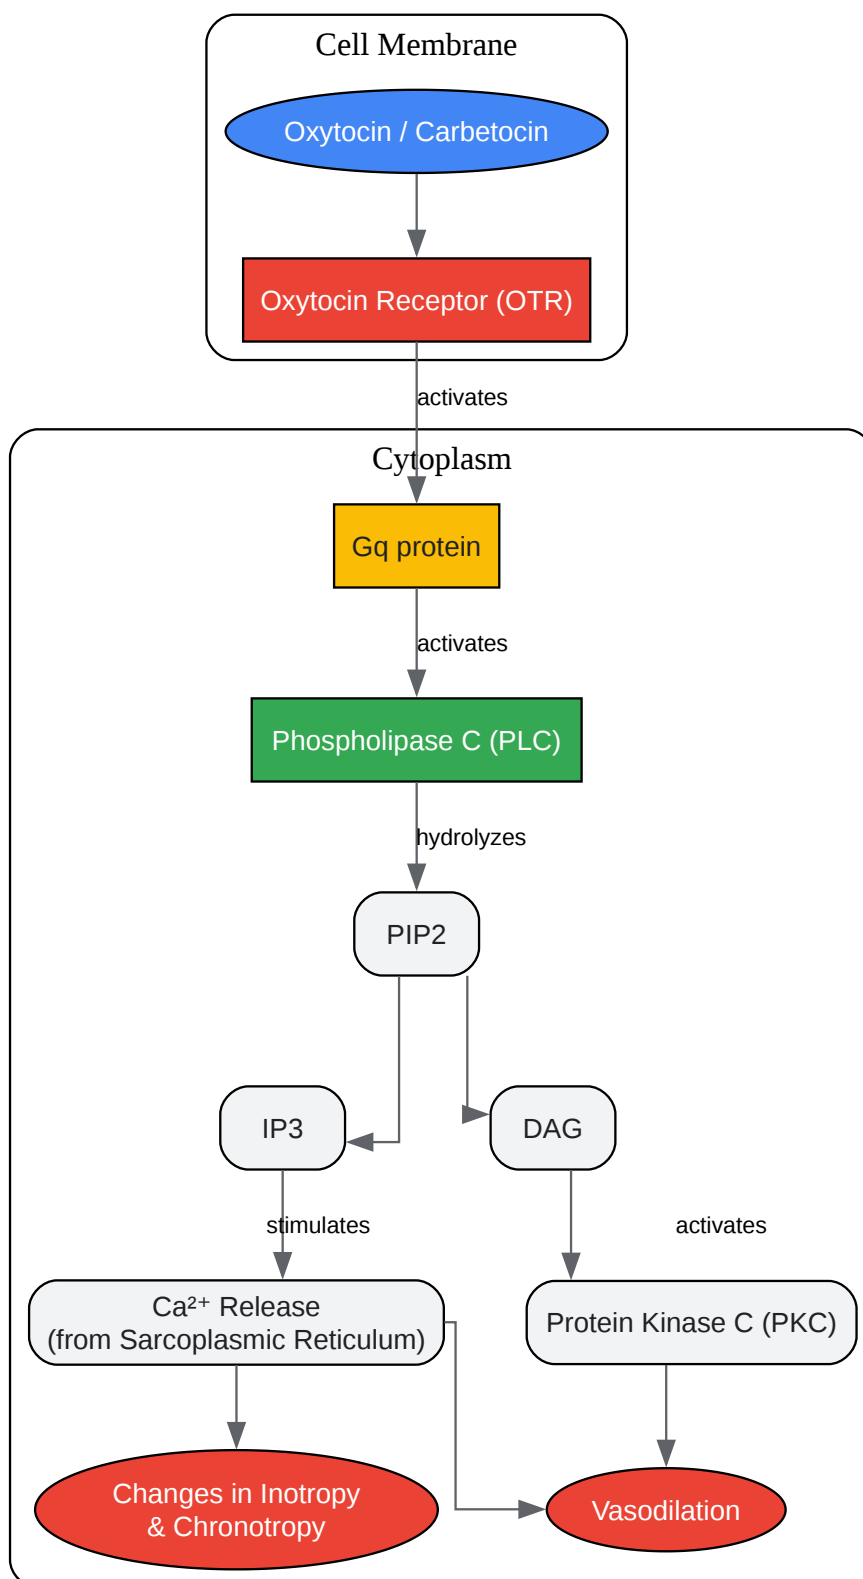 Cell Membrane
Oxytocin / Carbetocin
Oxytocin Receptor (OTR)
activates
Cytoplasm
Gq protein
activates
Phospholipase C (PLC)
hydrolyzes
PIP2
IP3
DAG
stimulates
activates
Ca²⁺ Release
(from Sarcoplasmic Reticulum)
Protein Kinase C (PKC)
Changes in Inotropy
& Chronotropy
Vasodilation